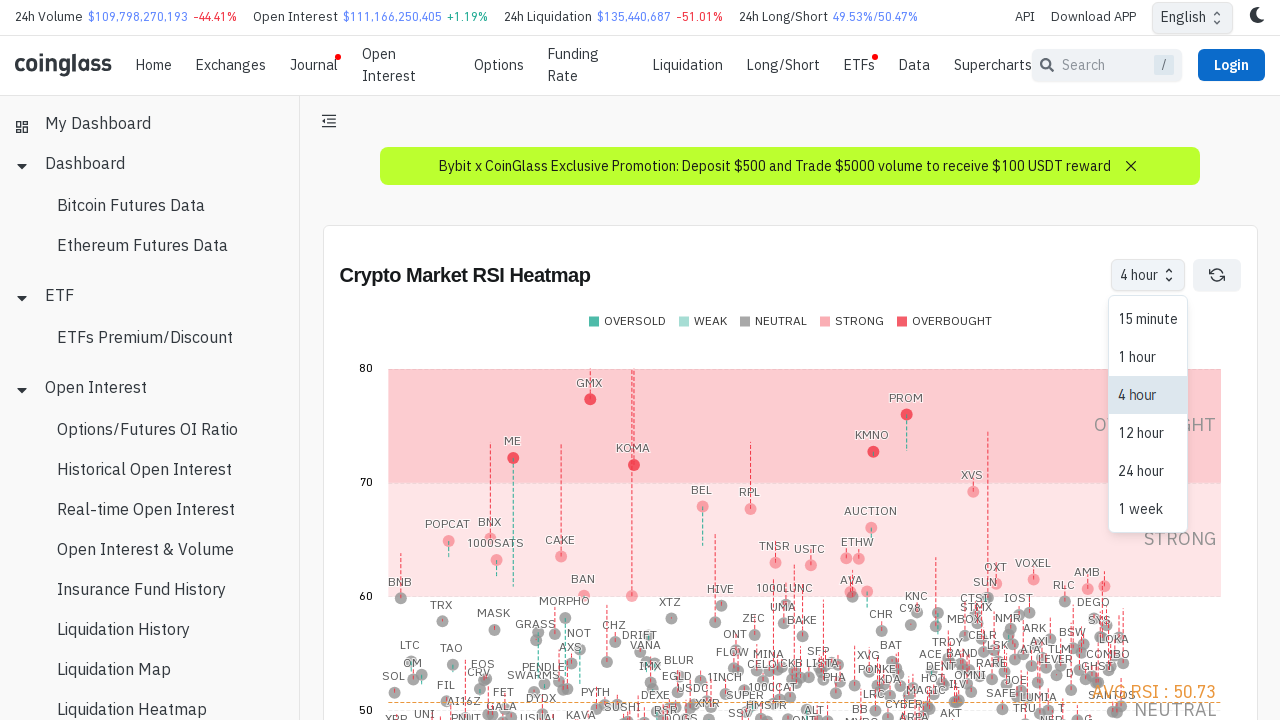 24h Volume $109,798,270,193 -44.41% Open Interest $111,166,250,405 +1.19% 24h Liquidation $135,440,687 -51.01% 24h Long/Short 49.53%/50.47% API Download APP English
coinglass Home Exchanges Journal Open Interest Options Funding Rate Liquidation Long/Short ETFs Data Supercharts Search / Login
My Dashboard
Dashboard
Bitcoin Futures Data
Ethereum Futures Data
ETF
ETFs Premium/Discount
Open Interest
Options/Futures OI Ratio
Historical Open Interest
Real-time Open Interest
Open Interest & Volume
Insurance Fund History
Liquidation History
Liquidation Map
Liquidation Heatmap
Bybit x CoinGlass Exclusive Promotion: Deposit $500 and Trade $5000 volume to receive $100 USDT reward
Crypto Market RSI Heatmap
4 hour
15 minute
1 hour
4 hour
12 hour
24 hour
1 week
OVERSOLD WEAK NEUTRAL STRONG OVERBOUGHT
80
GMX
PROM
KMNO
ME
KOMA
70
XVS
BEL
RPL
AUCTION
POPCAT
BNX
1000SATS
CAKE
STRONG
TNSR
USTC
ETHW
OXT
VOXEL
AMB
BNB
BAN
AVA
SUN
RLC
HIVE
1000LUNC
60
TRX
MORPHO
XTZ
KNC
C98
IOST
DEGO
MASK
UMA
CHR
STMX
GRASS
NOT
CHZ
ZEC
BAKE
MBOX
NMR
ARK
LTC
TAO
AXS
DRIFT
VANA
ONT
BAT
TROY
CELR
LSK
AXL
BSW
LOKA
OM
EOS
CRV
PENDLE
IMX
BLUR
FLOW
MINA
CKB
SFP
XVG
ACE
BAND
RARE
ATA
TLM
COMBO
SOL
FIL
SWARMS
EGLD
1INCH
CELO
LISTA
PHA
KDA
DENT
OMNI
LEVER
GHST
FET
DYDX
PYTH
DEXE
USDC
SUPER
1000CAT
LRC
MAGIC
HOT
ILV
JOE
SAFE
D
SANTOS
AVG RSI : 50.73
50
UNI
AI16Z
GALA
KAVA
SUSHI
XMR
SSV
HMSTR
ALT
CYBER
AKT
LUMIA
TRU
NEUTRAL